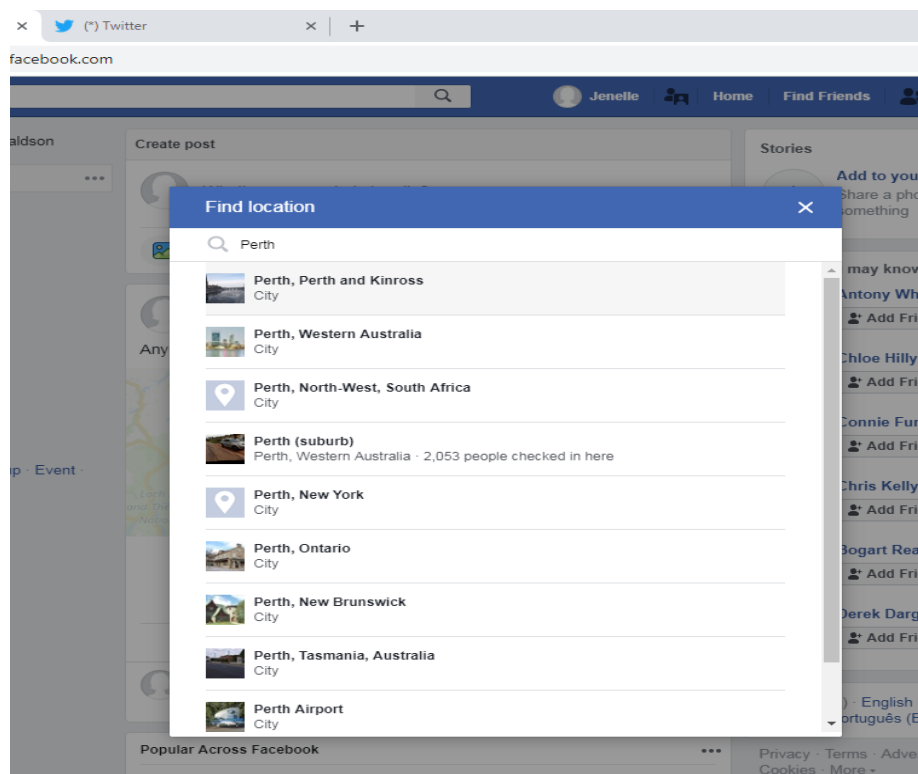 (*) Twitter
facebook.com
Jenelle
Home
Find Friends
aldson
Create post
Stories
Add to you
Share a pho
something
Find location
Perth
Perth, Perth and Kinross
City
Perth, Western Australia
City
Perth, North-West, South Africa
City
Perth (suburb)
Perth, Western Australia · 2,053 people checked in here
Perth, New York
City
Perth, Ontario
City
Perth, New Brunswick
City
Perth, Tasmania, Australia
City
Perth Airport
City
Any
up · Event ·
may know
Antony Wh
Add Fri
Chloe Hilly
Add Fri
Connie Fur
Add Fri
Chris Kelly
Add Fri
Bogart Rea
Add Fri
Derek Darg
Add Fri
) · English
ortuguês (E
Popular Across Facebook
Privacy · Terms · Adve
Cookies · More